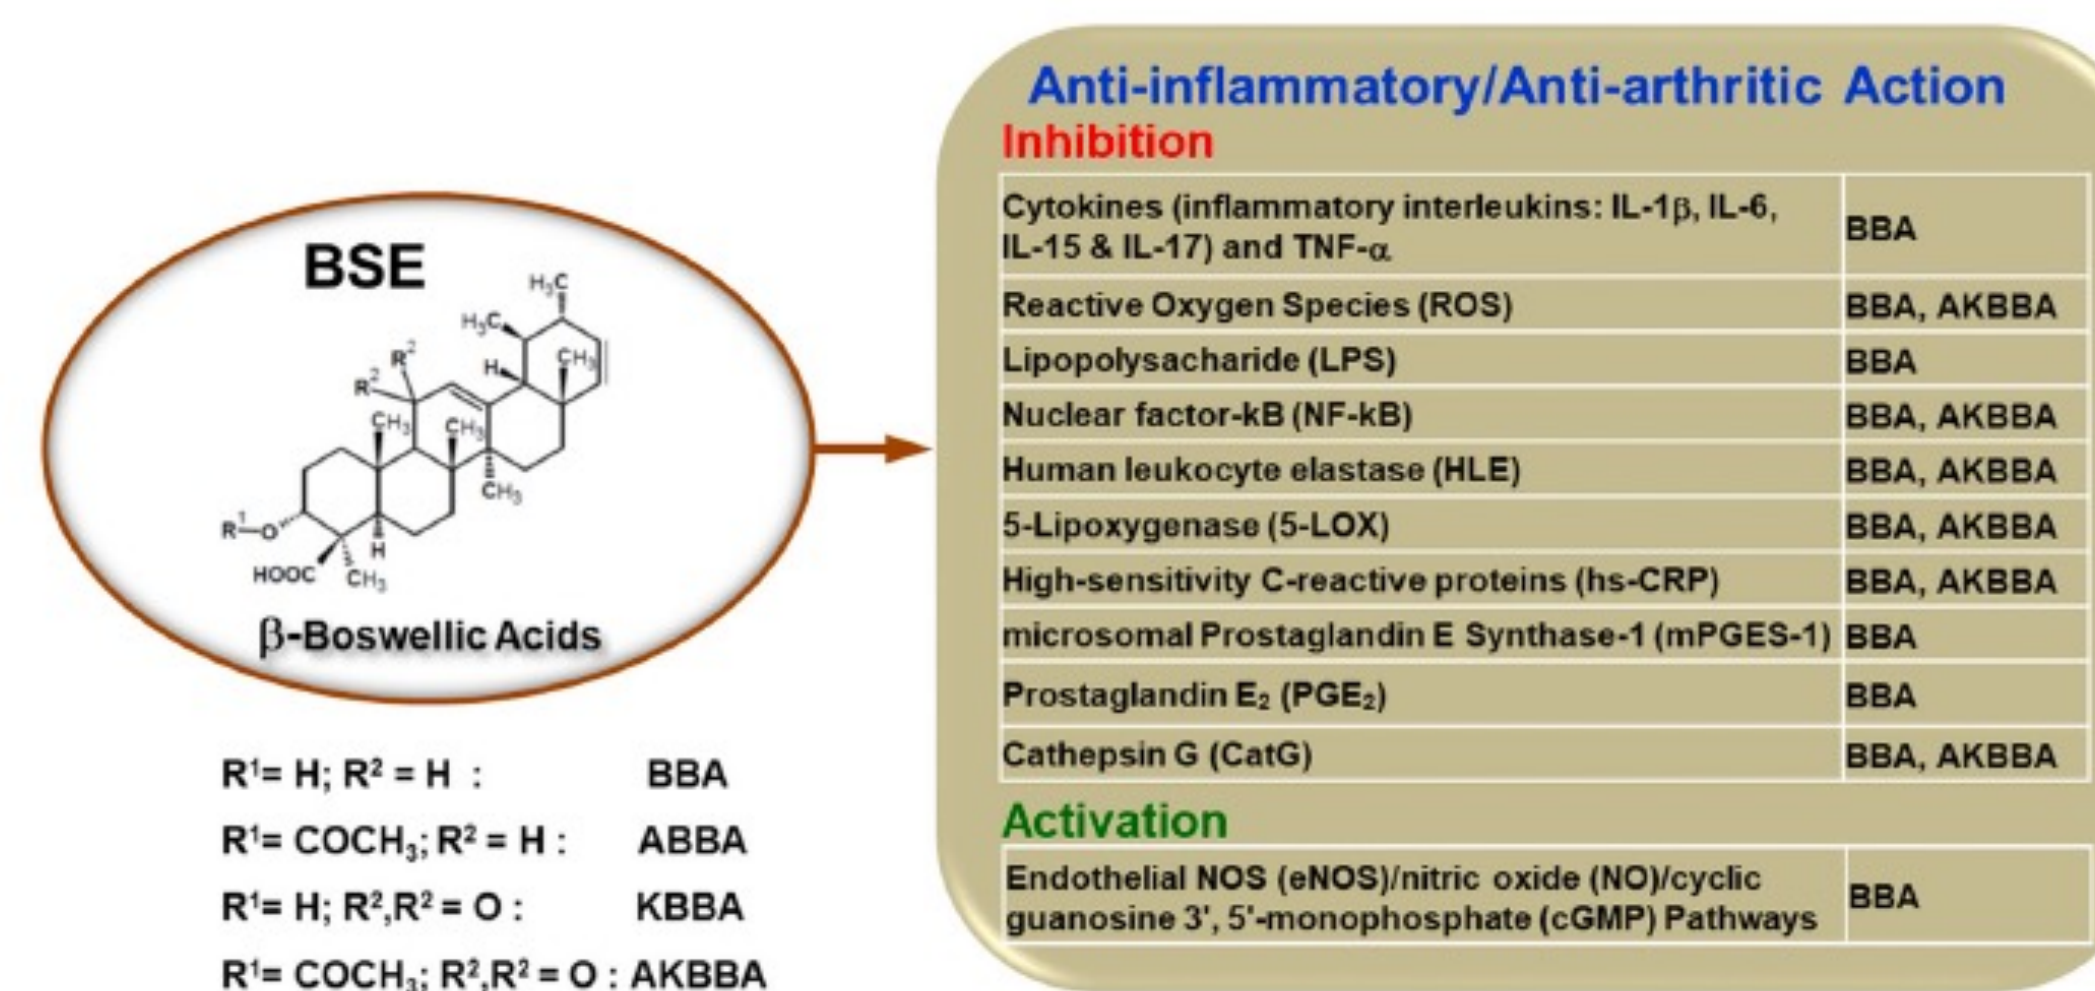 BSE
H₃C
H₃C
R²
H
CH₃
R²
CH₃
CH₃
CH₃
R¹
O
H
HOOC
CH₃
β-Boswellic Acids
R¹= H; R² = H : BBA
R¹= COCH₃; R² = H : ABBA
R¹= H; R²,R² = O : KBBA
R¹= COCH₃; R²,R² = O : AKBBA
Anti-inflammatory/Anti-arthritic Action
Inhibition
Cytokines (inflammatory interleukins: IL-1β, IL-6,
IL-15 & IL-17) and TNF-α
BBA
Reactive Oxygen Species (ROS) BBA, AKBBA
Lipopolysacharide (LPS) BBA
Nuclear factor-kB (NF-kB) BBA, AKBBA
Human leukocyte elastase (HLE) BBA, AKBBA
5-Lipoxygenase (5-LOX) BBA, AKBBA
High-sensitivity C-reactive proteins (hs-CRP) BBA, AKBBA
microsomal Prostaglandin E Synthase-1 (mPGES-1) BBA
Prostaglandin E₂ (PGE₂) BBA
Cathepsin G (CatG) BBA, AKBBA
Activation
Endothelial NOS (eNOS)/nitric oxide (NO)/cyclic
guanosine 3', 5'-monophosphate (cGMP) Pathways
BBA